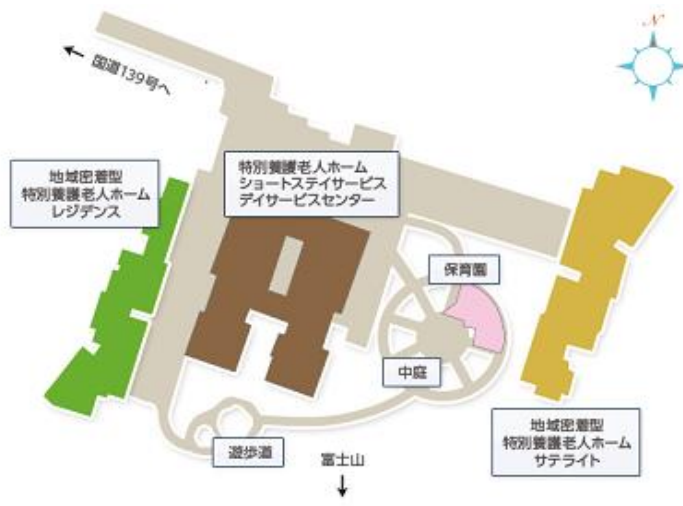 N
国道139号へ
地域密着型
特別養護老人ホーム
レジデンス
特別養護老人ホーム
ショートステイサービス
デイサービスセンター
保育園
中庭
地域密着型
特別養護老人ホーム
サテライト
遊歩道
富士山